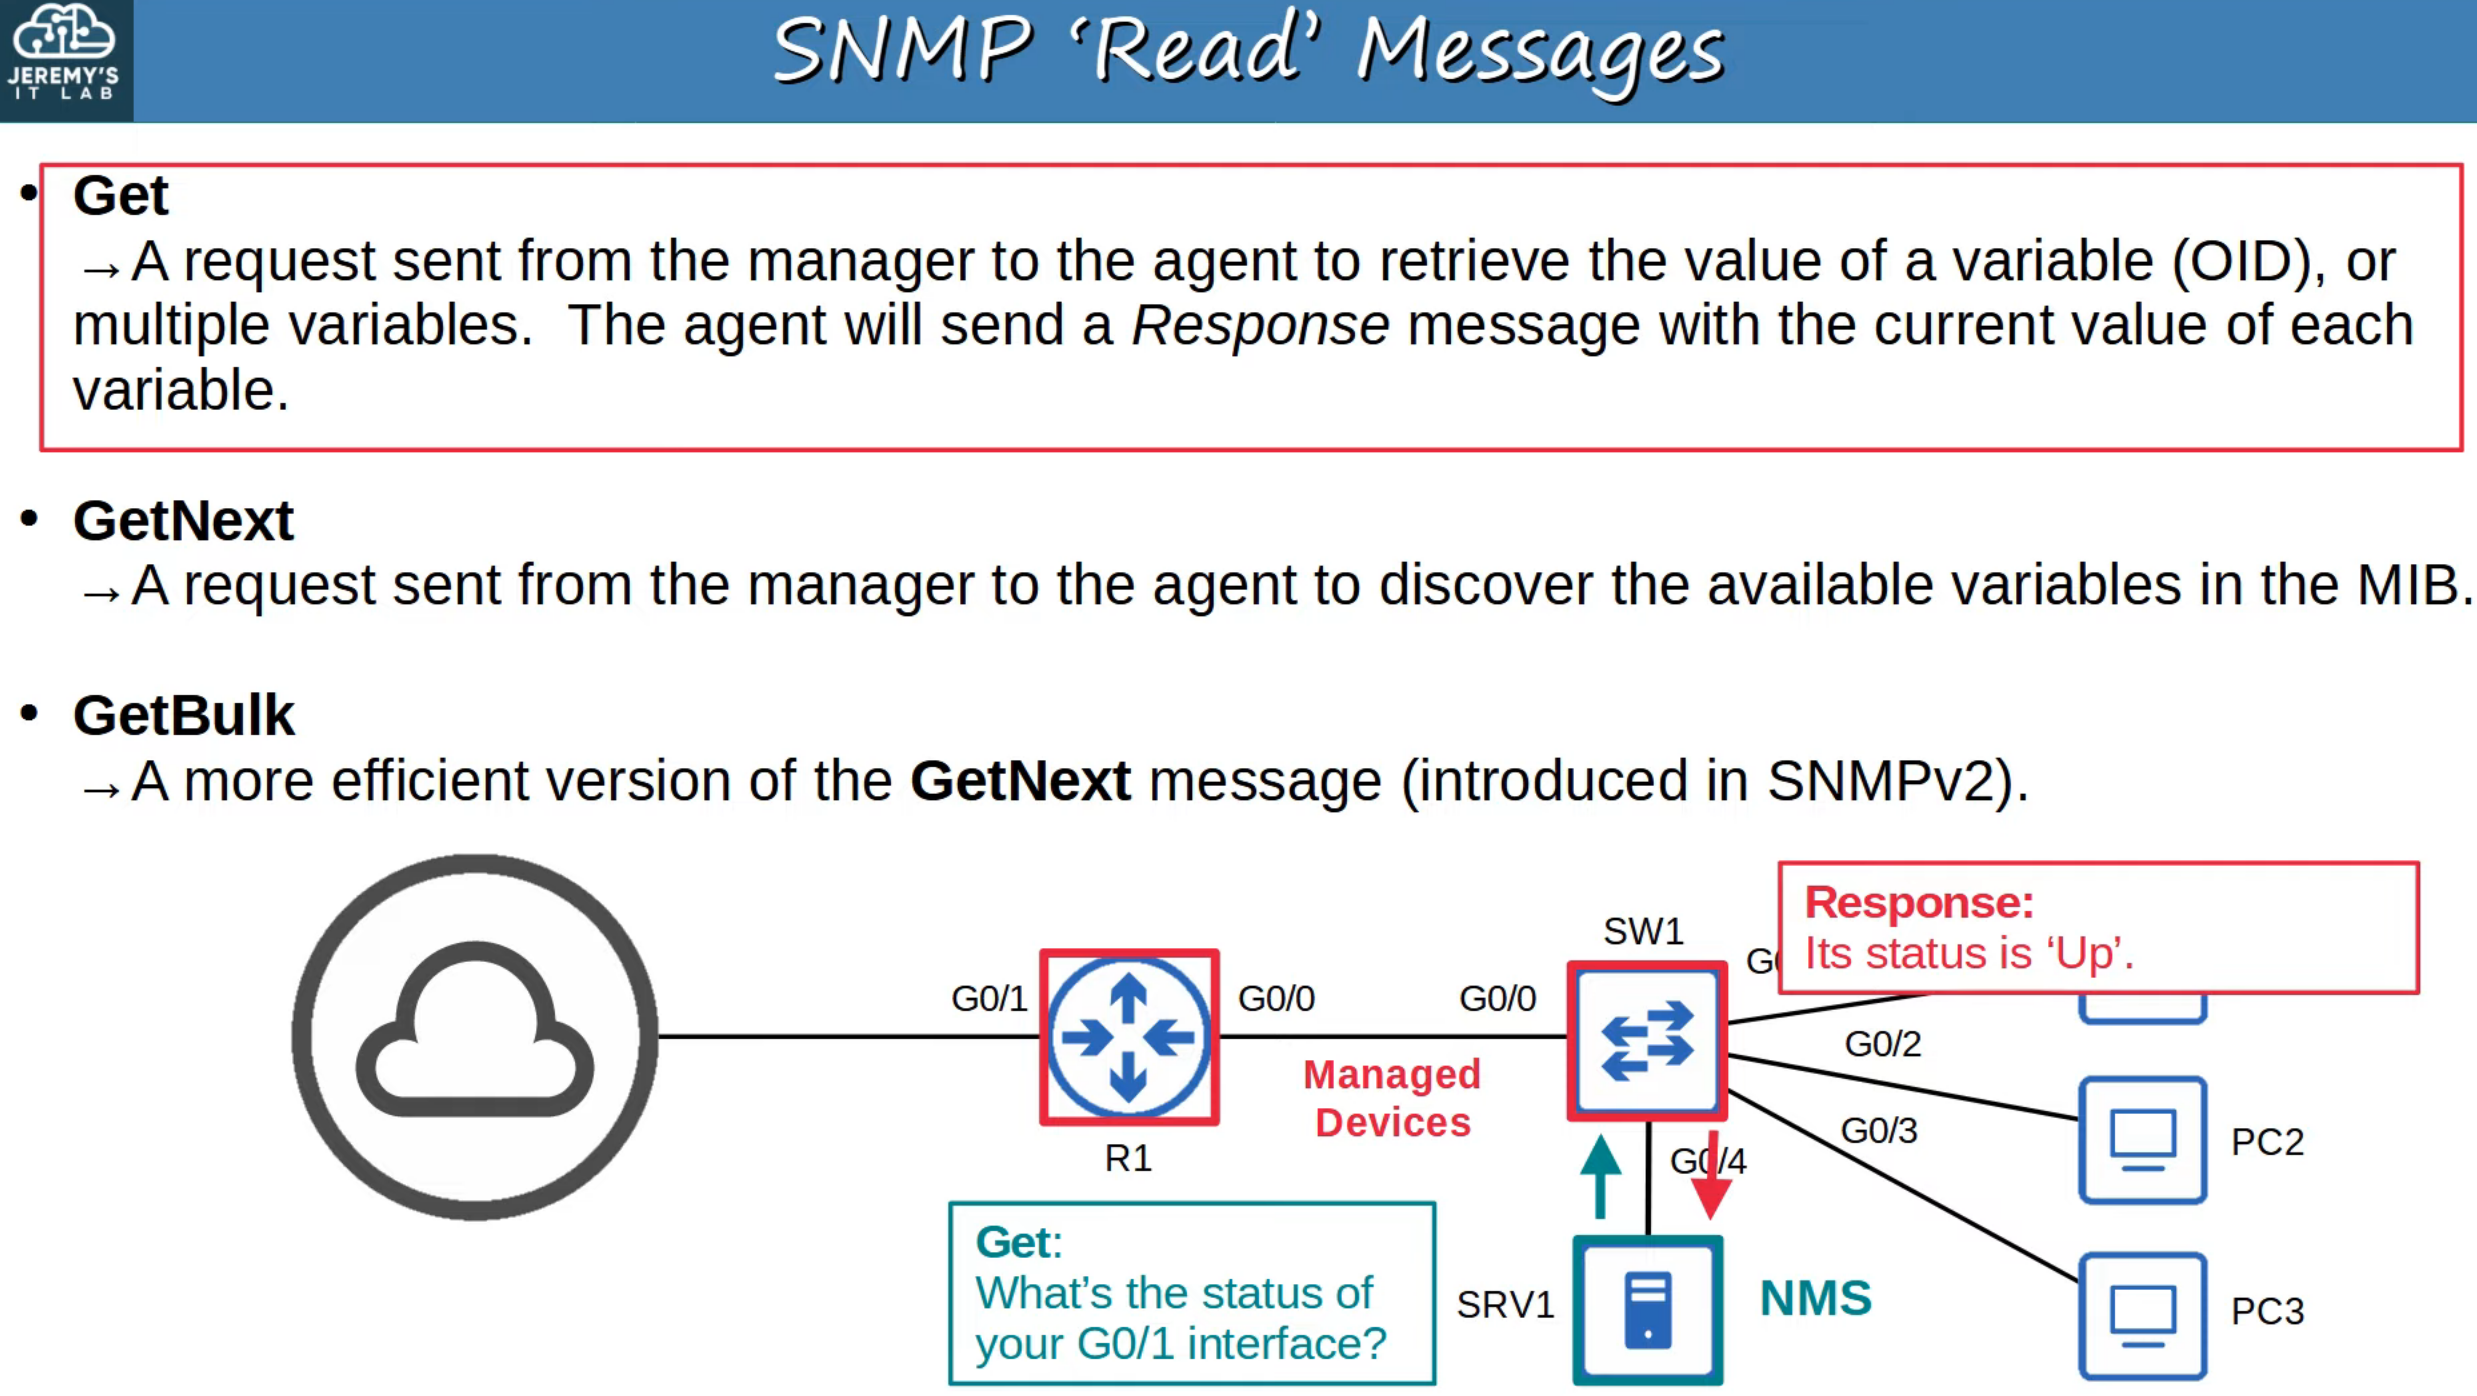 JEREMY'S
IT LAB
SNMP ‘Read’ Messages
• Get
→A request sent from the manager to the agent to retrieve the value of a variable (OID), or
multiple variables.  The agent will send a Response message with the current value of each
variable.
• GetNext
→A request sent from the manager to the agent to discover the available variables in the MIB.
• GetBulk
→A more efficient version of the GetNext message (introduced in SNMPv2).
Response:
Its status is ‘Up’.
SW1
G0/1
G0/0
G0/0
G0/2
Managed
Devices
G0/3
R1
G0/4
PC2
Get:
What’s the status of
your G0/1 interface?
SRV1
NMS
PC3